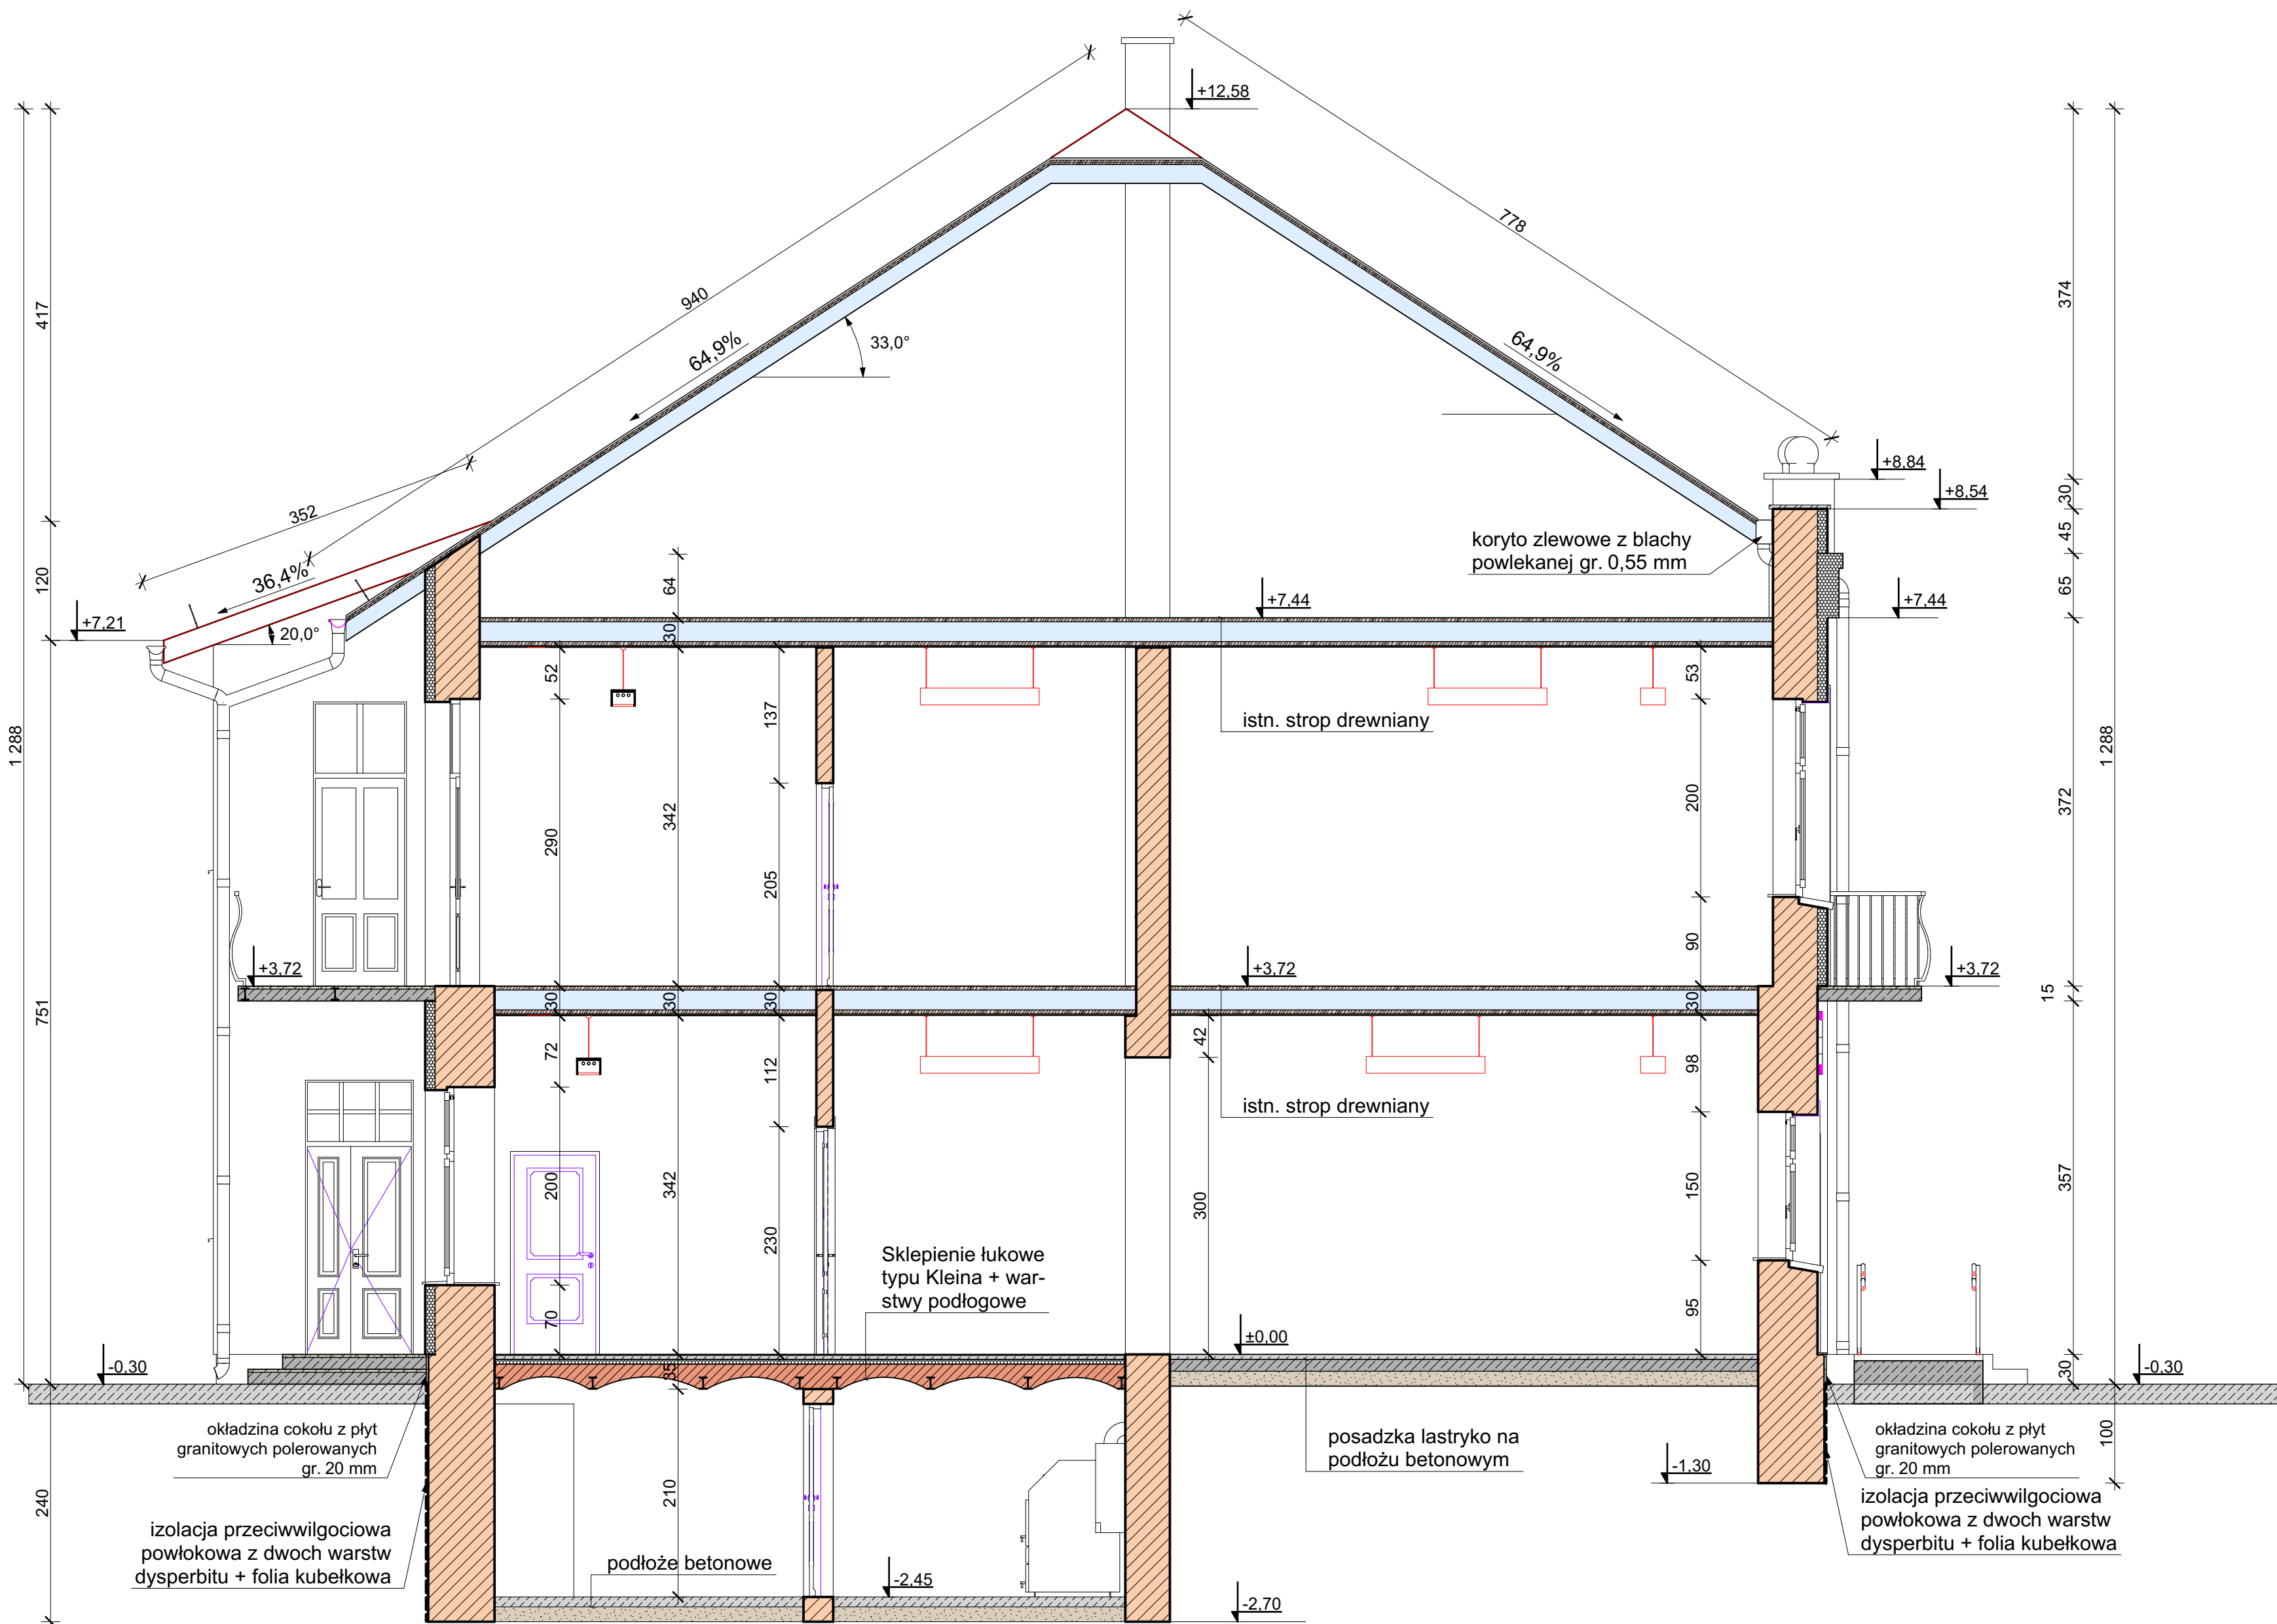 +12,58
940
778
64,9%
64,9%
33,0°
417
374
+8,84
+8,54
352
36,4%
20,0°
+7,21
120
koryto zlewowe z blachy
powlekanej gr. 0,55 mm
30
45
65
64
+7,44
+7,44
30
52
53
137
istn. strop drewniany
1 288
1 288
290
342
200
372
205
90
+3,72
+3,72
+3,72
15
751
30
30
30
30
72
42
98
112
istn. strop drewniany
200
342
300
150
357
230
Sklepienie łukowe
typu Kleina + war-
stwy podłogowe
70
95
±0,00
-0,30
35
30
-0,30
okładzina cokołu z płyt
granitowych polerowanych
gr. 20 mm
posadzka lastryko na
podłożu betonowym
okładzina cokołu z płyt
granitowych polerowanych
gr. 20 mm
100
-1,30
240
210
izolacja przeciwwilgociowa
powłokowa z dwoch warstw
dysperbitu + folia kubełkowa
izolacja przeciwwilgociowa
powłokowa z dwoch warstw
dysperbitu + folia kubełkowa
podłoże betonowe
-2,45
-2,70